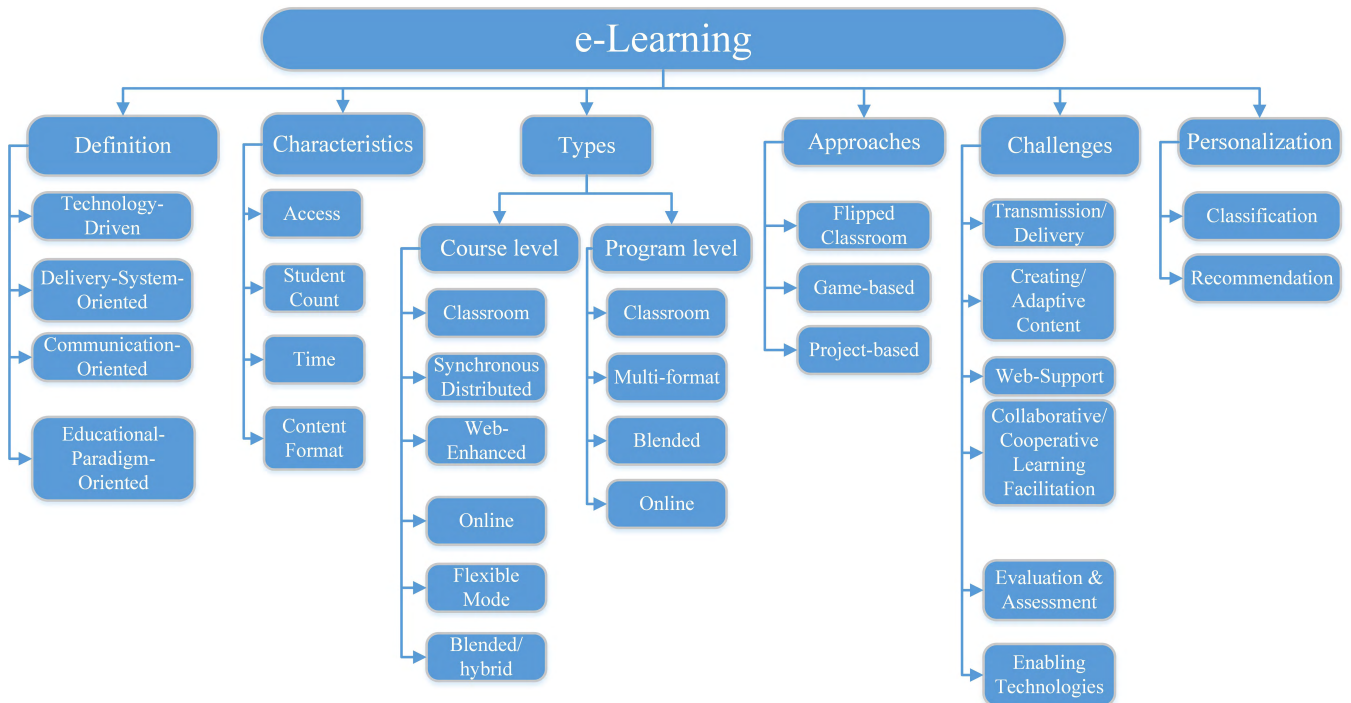 e-Learning
Definition
Technology-
Driven
Delivery-System-
Oriented
Communication-
Oriented
Educational-
Paradigm-
Oriented
Characteristics
Access
Student
Count
Time
Content
Format
Types
Course level
Classroom
Synchronous
Distributed
Web-
Enhanced
Online
Flexible
Mode
Blended/
hybrid
Program level
Classroom
Multi-format
Blended
Online
Approaches
Flipped
Classroom
Game-based
Project-based
Challenges
Transmission/
Delivery
Creating/
Adaptive
Content
Web-Support
Collaborative/
Cooperative
Learning
Facilitation
Evaluation &
Assessment
Enabling
Technologies
Personalization
Classification
Recommendation